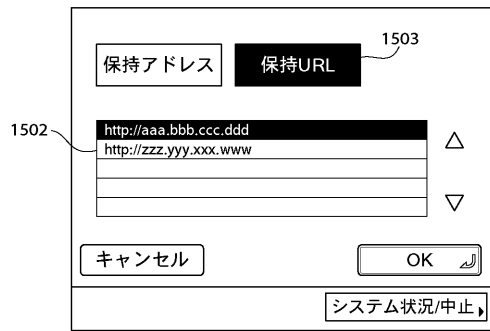 1503
保持アドレス
保持URL
1502
http://aaa.bbb.ccc.ddd
http://zzz.yyy.xxx.www
キャンセル
OK
システム状況/中止